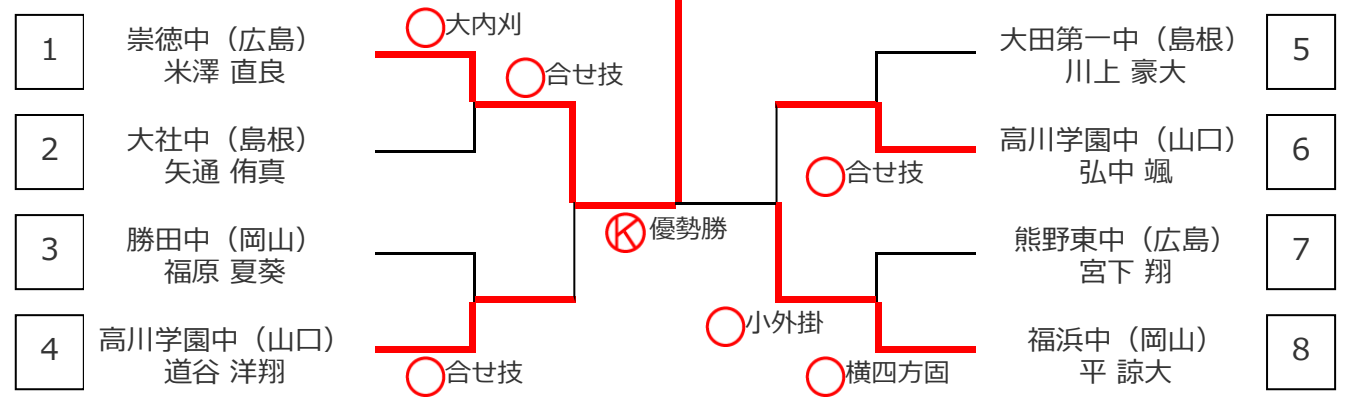 1
崇徳中（広島）
米澤 直良
2
大社中（島根）
矢通 侑真
3
勝田中（岡山）
福原 夏葵
4
高川学園中（山口）
道谷 洋翔
大内刈
合せ技
合せ技
K 優勢勝
合せ技
小外掛
横四方固
大田第一中（島根）
川上 豪大
5
高川学園中（山口）
弘中 颯
6
熊野東中（広島）
宮下 翔
7
福浜中（岡山）
平 諒大
8